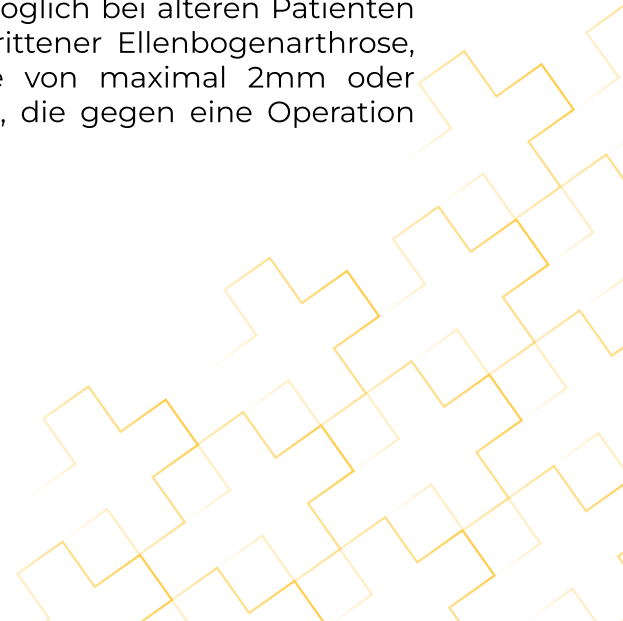 öglich bei älteren Patienten
rittener Ellenbogenarthrose,
von maximal 2mm oder
, die gegen eine Operation